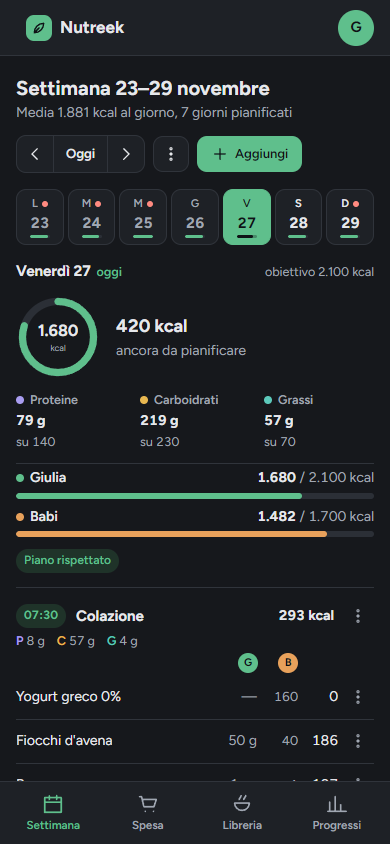 Nutreek
G
Settimana 23–29 novembre
Media 1.881 kcal al giorno, 7 giorni pianificati
Oggi
Aggiungi
L M M G V S D
23 24 25 26 27 28 29
Venerdì 27 oggi obiettivo 2.100 kcal
1.680 kcal
420 kcal
ancora da pianificare
Proteine Carboidrati Grassi
79 g 219 g 57 g
su 140 su 230 su 70
Giulia 1.680 / 2.100 kcal
Babi 1.482 / 1.700 kcal
Piano rispettato
07:30 Colazione 293 kcal
P 8 g C 57 g G 4 g
G B
Yogurt greco 0% — 160 0
Fiocchi d'avena 50 g 40 186
Settimana Spesa Libreria Progressi